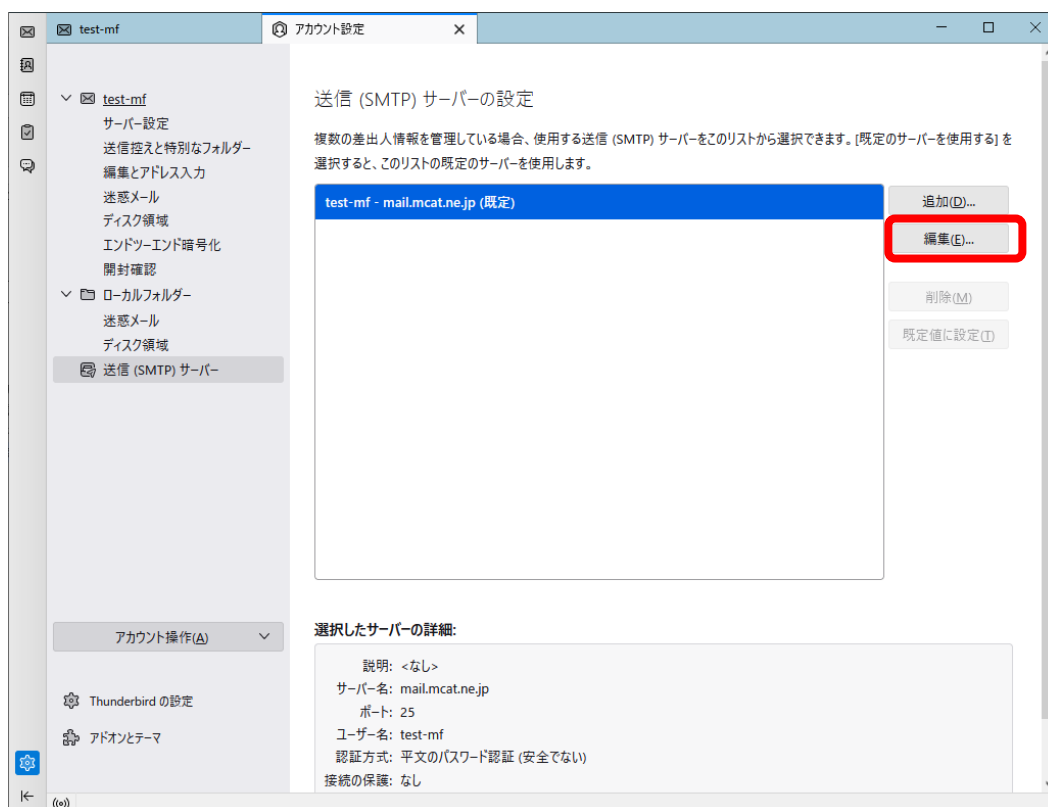 test-mf
アカウント設定
test-mf
サーバー設定
送信控えと特別なフォルダー
編集とアドレス入力
迷惑メール
ディスク領域
エンドツーエンド暗号化
開封確認
ローカルフォルダー
迷惑メール
ディスク領域
送信 (SMTP) サーバー
アカウント操作(A)
Thunderbird の設定
アドオンとテーマ
送信 (SMTP) サーバーの設定
複数の差出人情報を管理している場合、使用する送信 (SMTP) サーバーをこのリストから選択できます。[既定のサーバーを使用する] を
選択すると、このリストの既定のサーバーを使用します。
test-mf - mail.mcat.ne.jp (既定)
追加(D)...
編集(E)...
削除(M)
既定値に設定(T)
選択したサーバーの詳細:
説明: <なし>
サーバー名: mail.mcat.ne.jp
ポート: 25
ユーザー名: test-mf
認証方式: 平文のパスワード認証 (安全でない)
接続の保護: なし